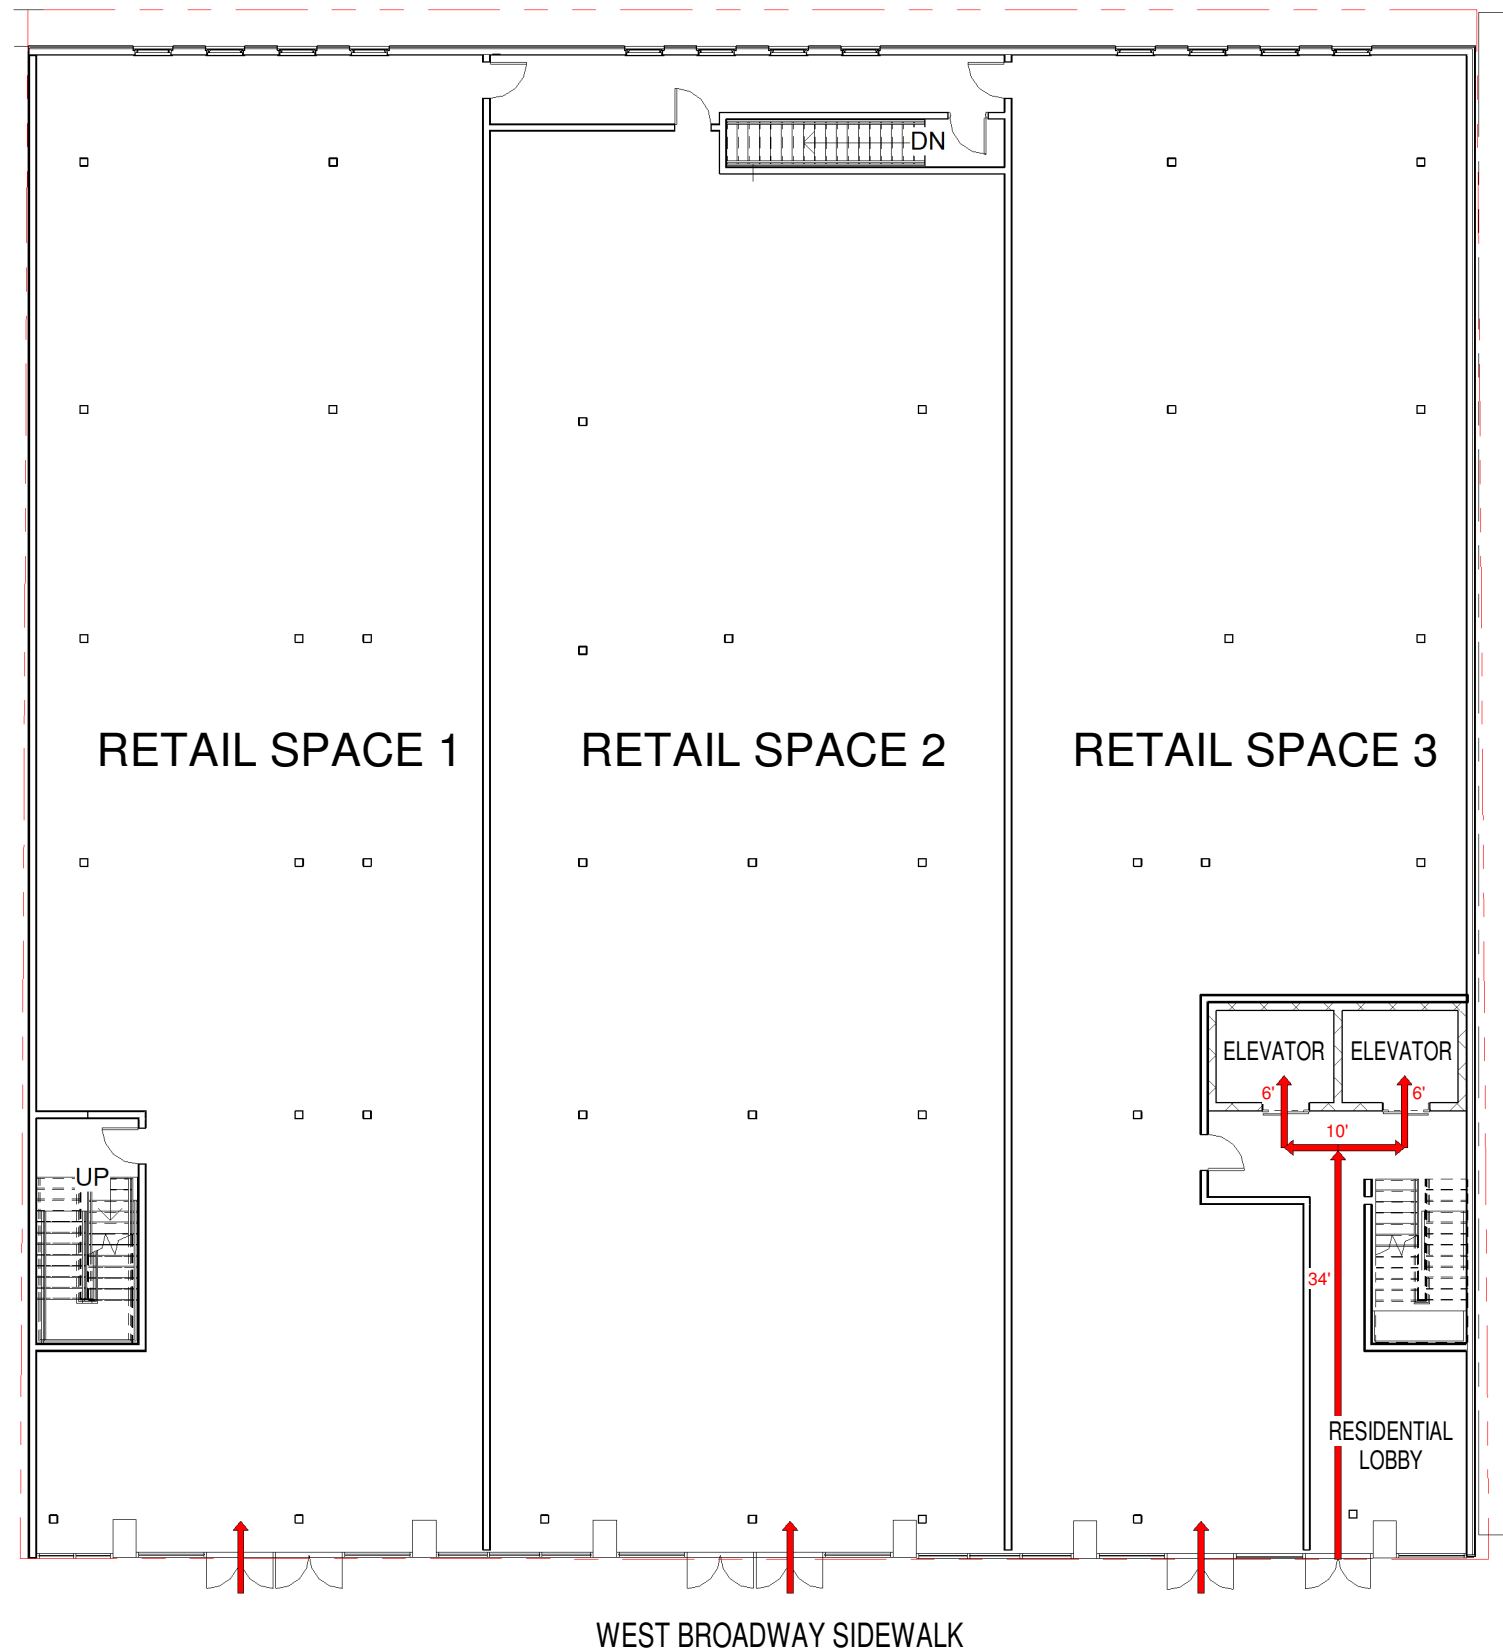 DN
RETAIL SPACE 1
RETAIL SPACE 2
RETAIL SPACE 3
ELEVATOR
ELEVATOR
6'
6'
10'
UP
34'
RESIDENTIAL
LOBBY
WEST BROADWAY SIDEWALK